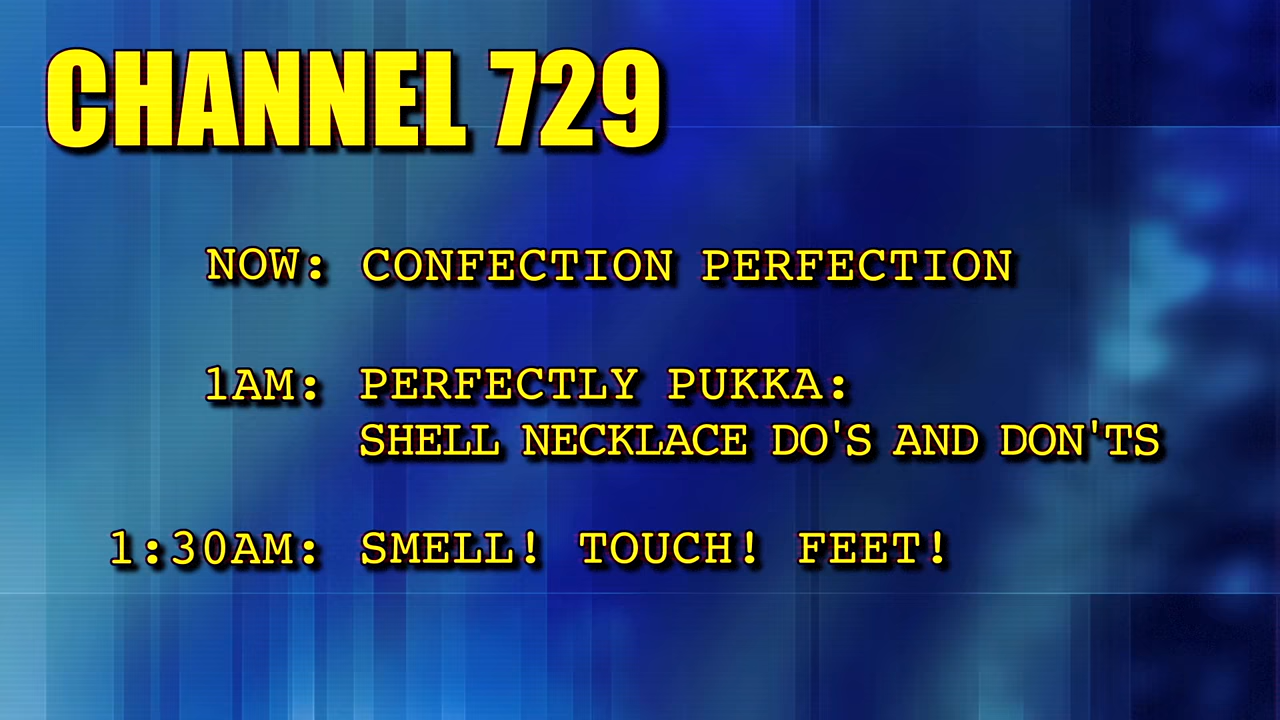 CHANNEL 729
NOW: CONFECTION PERFECTION
1AM: PERFECTLY PUKKA:
SHELL NECKLACE DO'S AND DON'TS
1:30AM: SMELL! TOUCH! FEET!